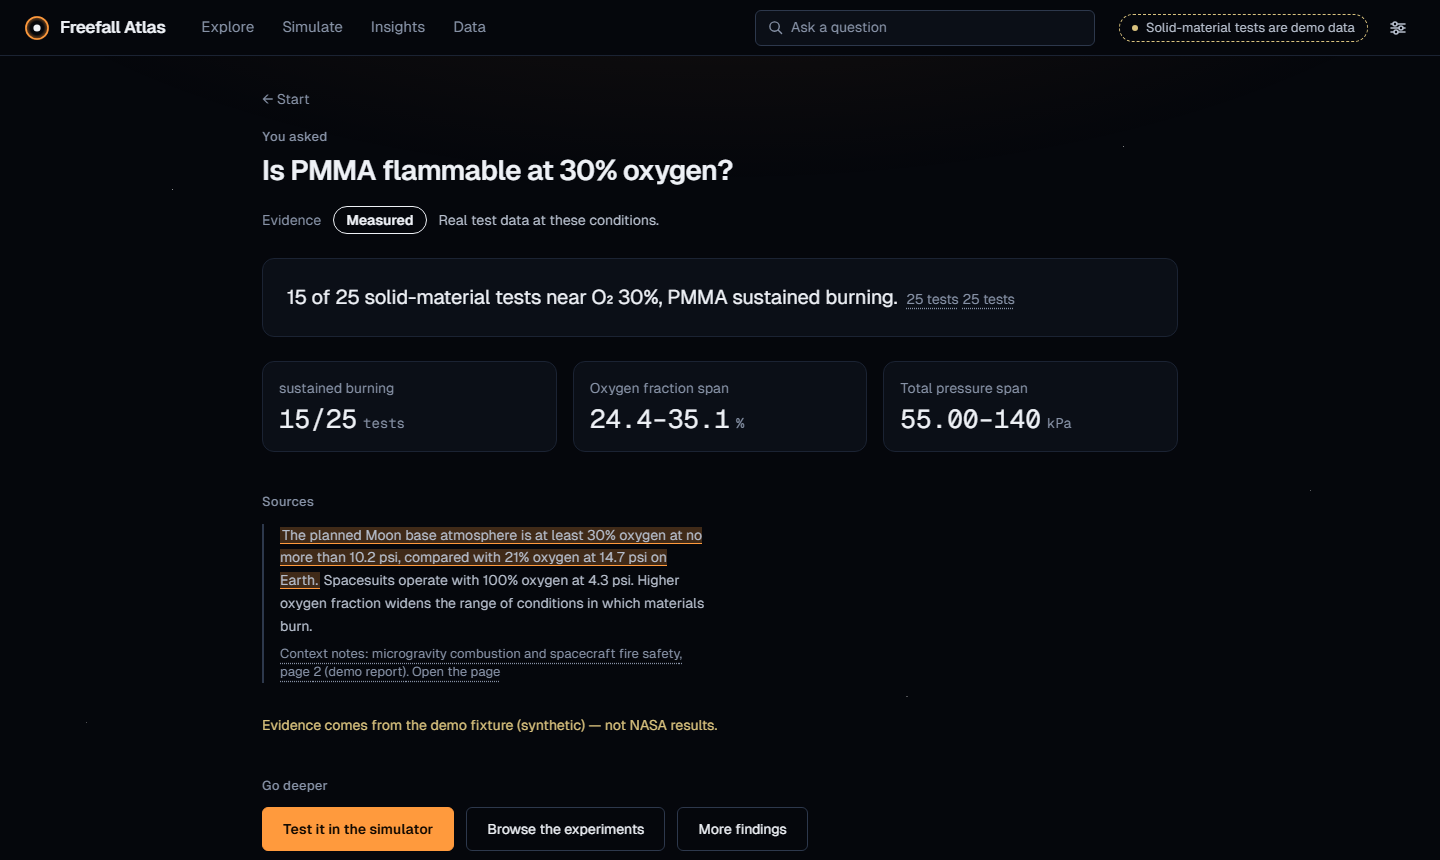 Freefall Atlas
Explore
Simulate
Insights
Data
Ask a question
Solid-material tests are demo data
← Start
You asked
Is PMMA flammable at 30% oxygen?
Evidence
Measured
Real test data at these conditions.
15 of 25 solid-material tests near O₂ 30%, PMMA sustained burning. 25 tests 25 tests
sustained burning
15/25 tests
Oxygen fraction span
24.4–35.1 %
Total pressure span
55.00–140 kPa
Sources
The planned Moon base atmosphere is at least 30% oxygen at no
more than 10.2 psi, compared with 21% oxygen at 14.7 psi on
Earth. Spacesuits operate with 100% oxygen at 4.3 psi. Higher
oxygen fraction widens the range of conditions in which materials
burn.
Context notes: microgravity combustion and spacecraft fire safety,
page 2 (demo report). Open the page
Evidence comes from the demo fixture (synthetic) — not NASA results.
Go deeper
Test it in the simulator
Browse the experiments
More findings